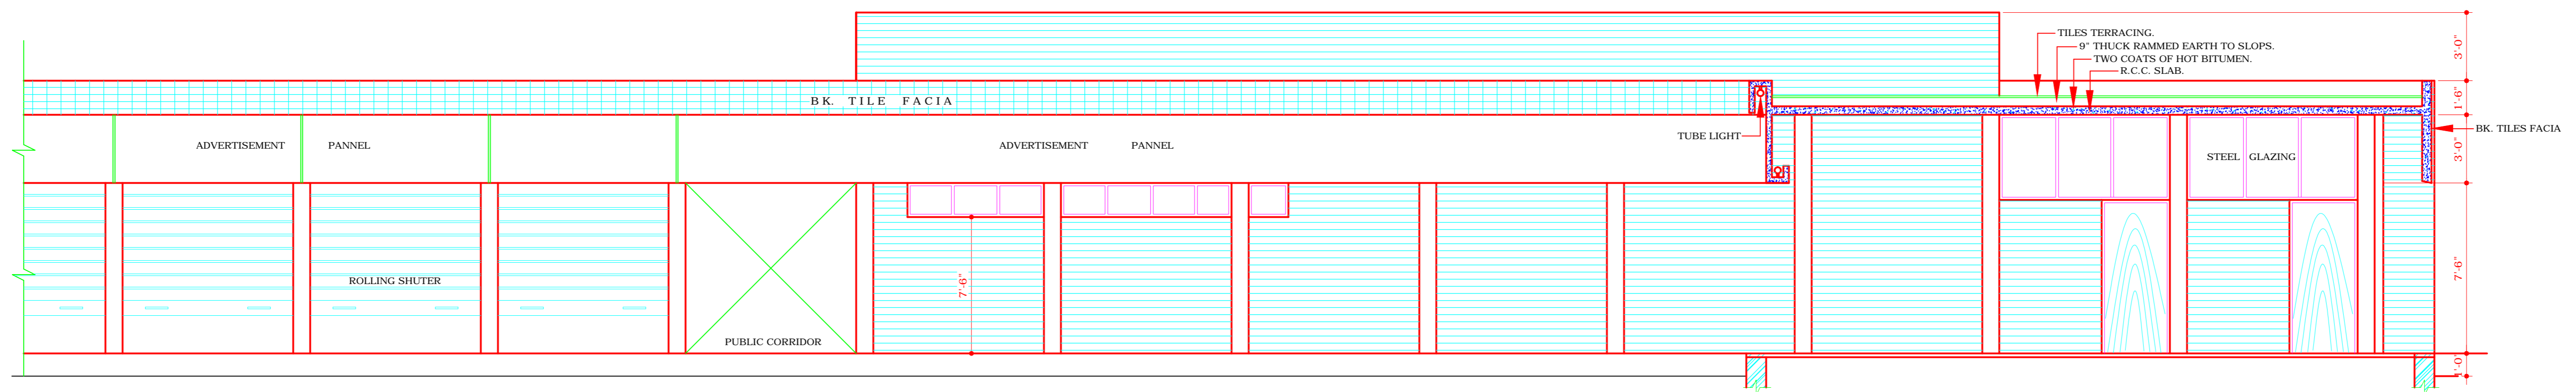 TILES TERRACING.
9" THUCK RAMMED EARTH TO SLOPS.
TWO COATS OF HOT BITUMEN.
R.C.C. SLAB.
3'-0"
BK. TILE FACIA
1'-6"
TUBE LIGHT
BK. TILES FACIA
ADVERTISEMENT PANNEL
ADVERTISEMENT PANNEL
STEEL GLAZING
3'-0"
ROLLING SHUTER
7'-6"
7'-6"
PUBLIC CORRIDOR
1'-0"